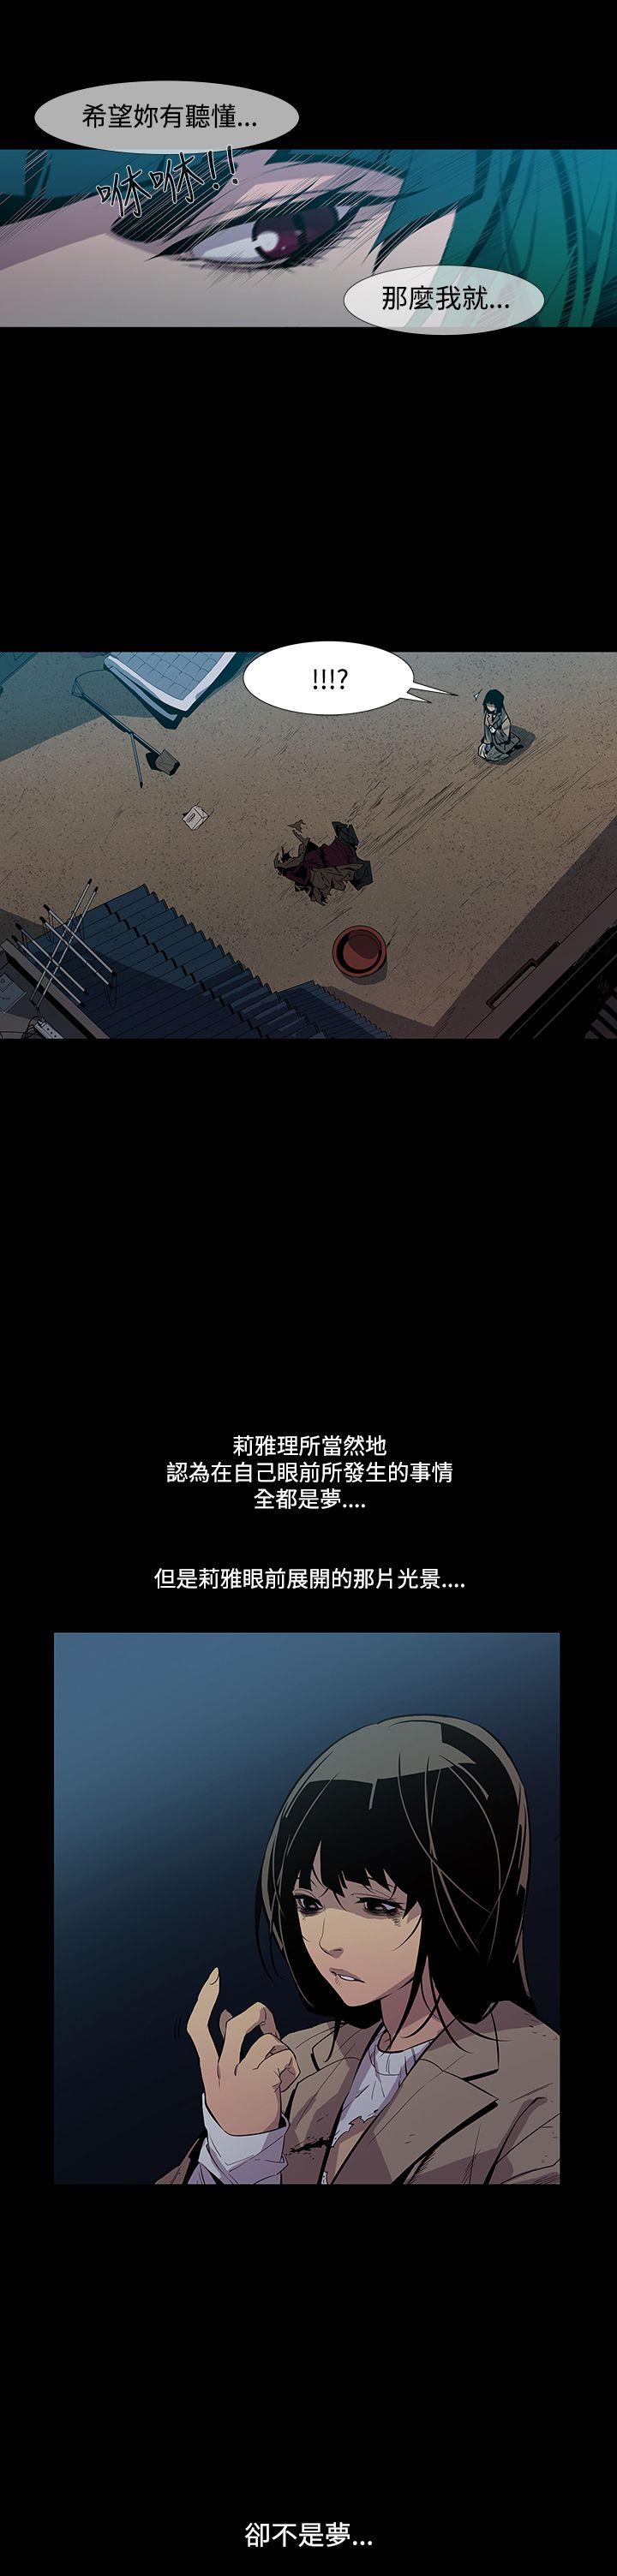 希望妳有聽懂...
咻咻!!
那麼我就...
!!!?
莉雅理所當然地
認為在自己眼前所發生的事情
全都是夢....
但是莉雅眼前展開的那片光景....
卻不是夢...